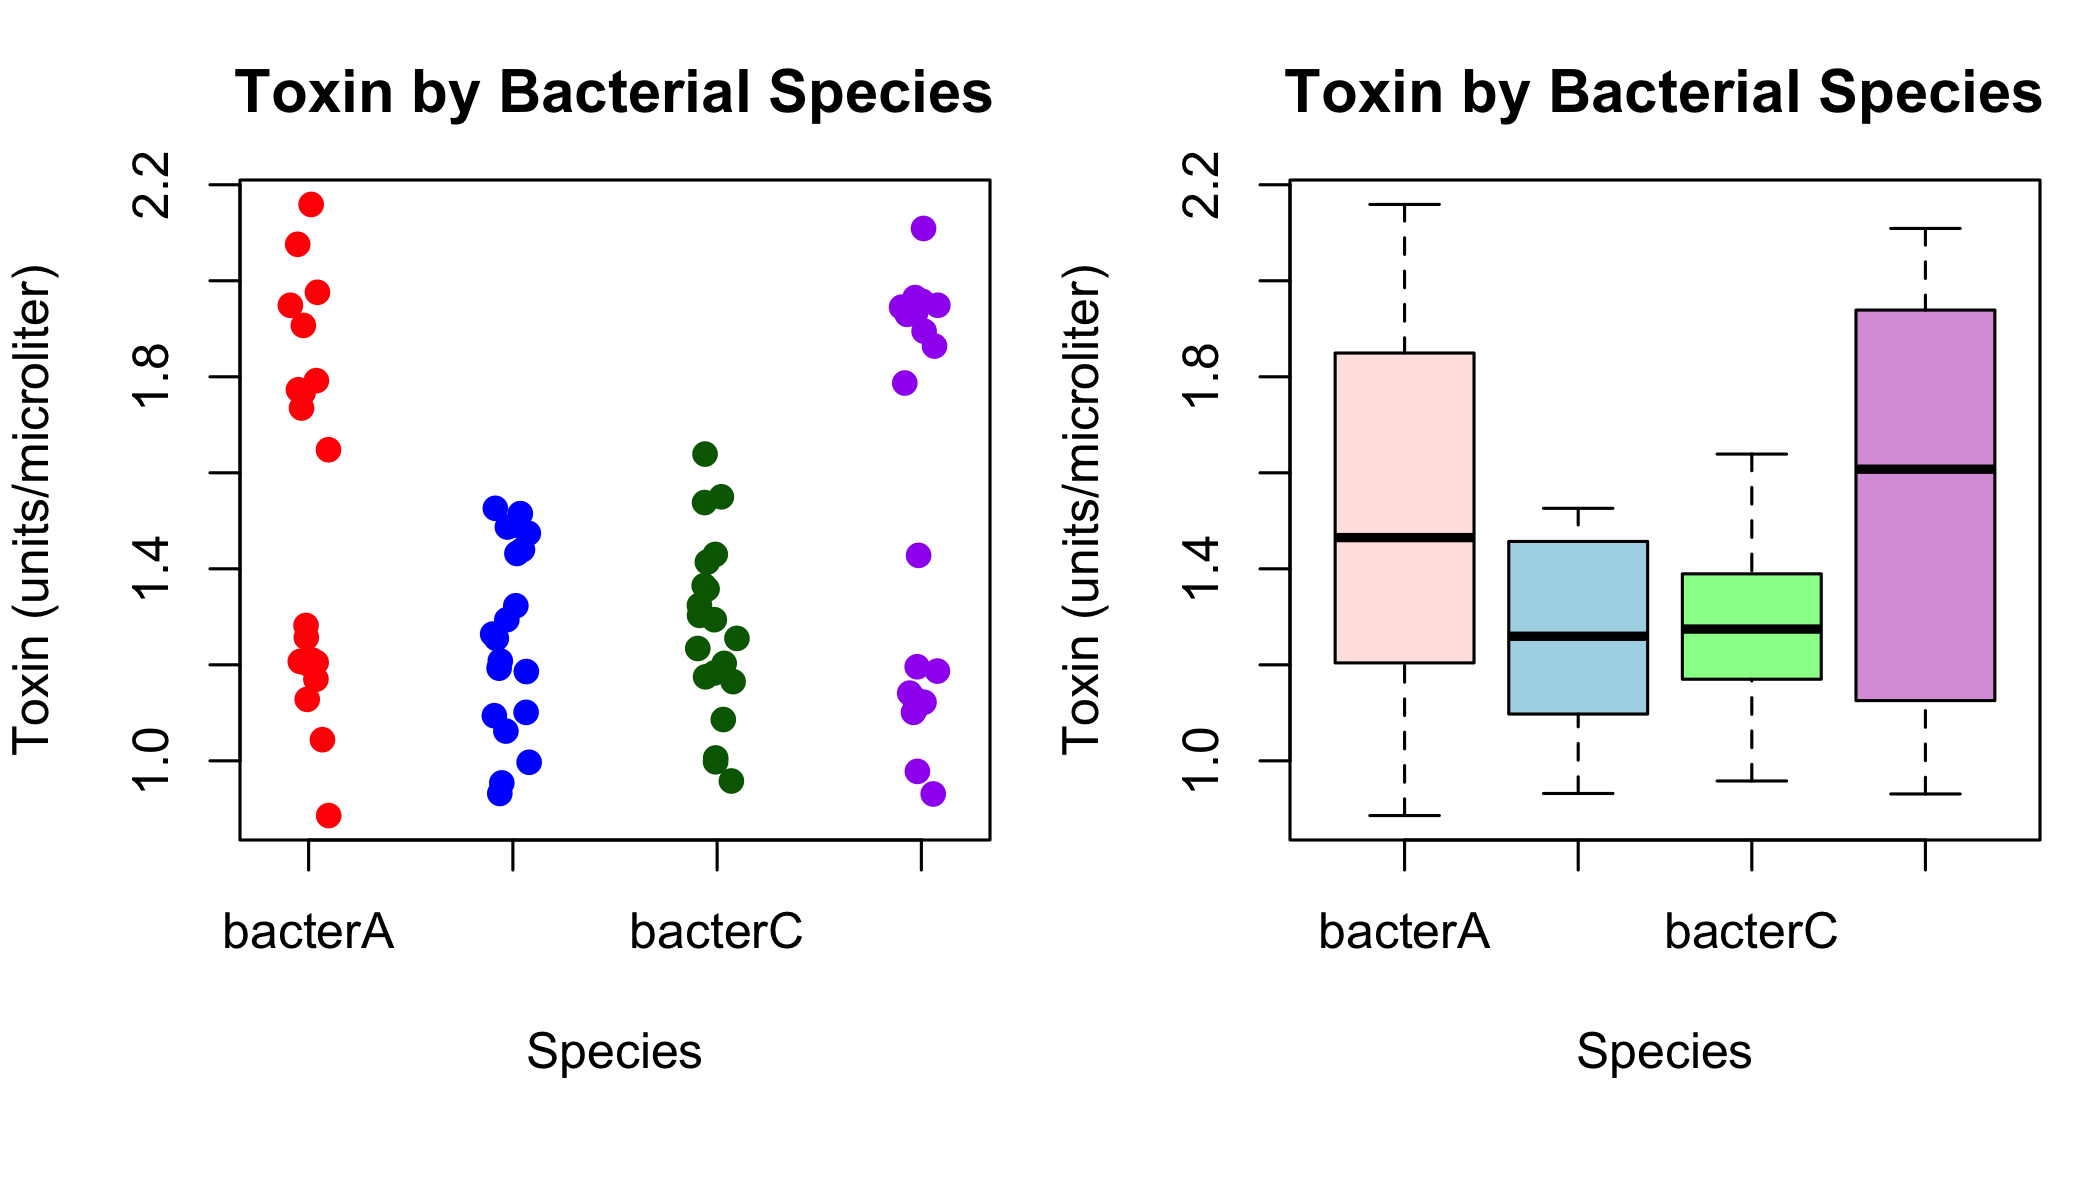 Toxin by Bacterial Species
Toxin (units/microliter)
2.2
1.8
1.4
1.0
bacterA
bacterC
Species
Toxin by Bacterial Species
Toxin (units/microliter)
2.2
1.8
1.4
1.0
bacterA
bacterC
Species